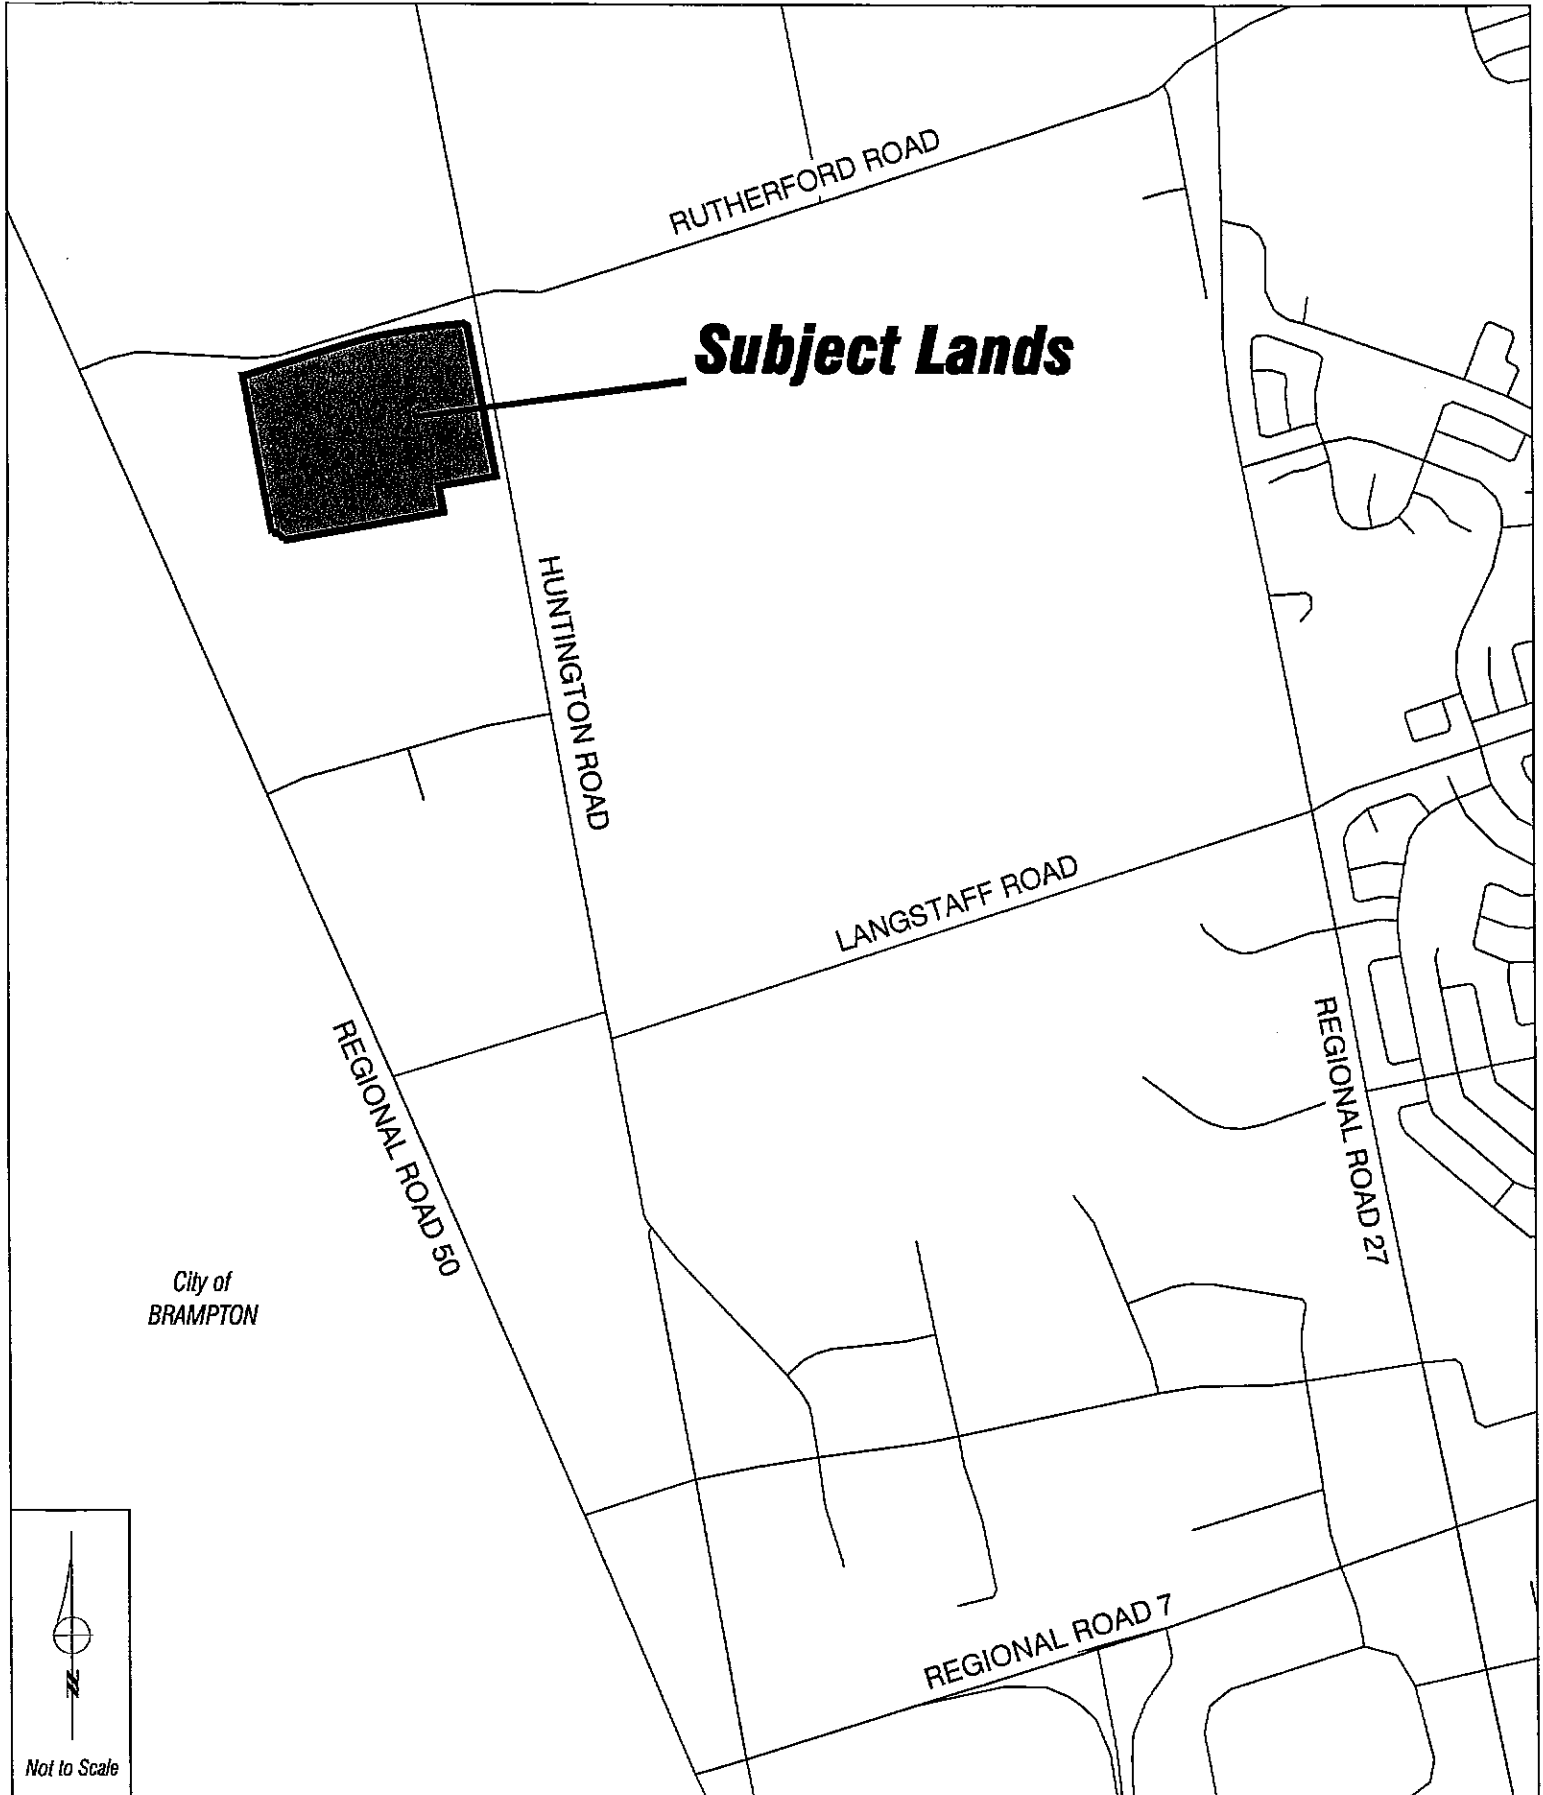 RUTHERFORD ROAD
Subject Lands
HUNTINGTON ROAD
LANGSTAFF ROAD
REGIONAL ROAD 50
REGIONAL ROAD 27
City of
BRAMPTON
REGIONAL ROAD 7
N
Not to Scale